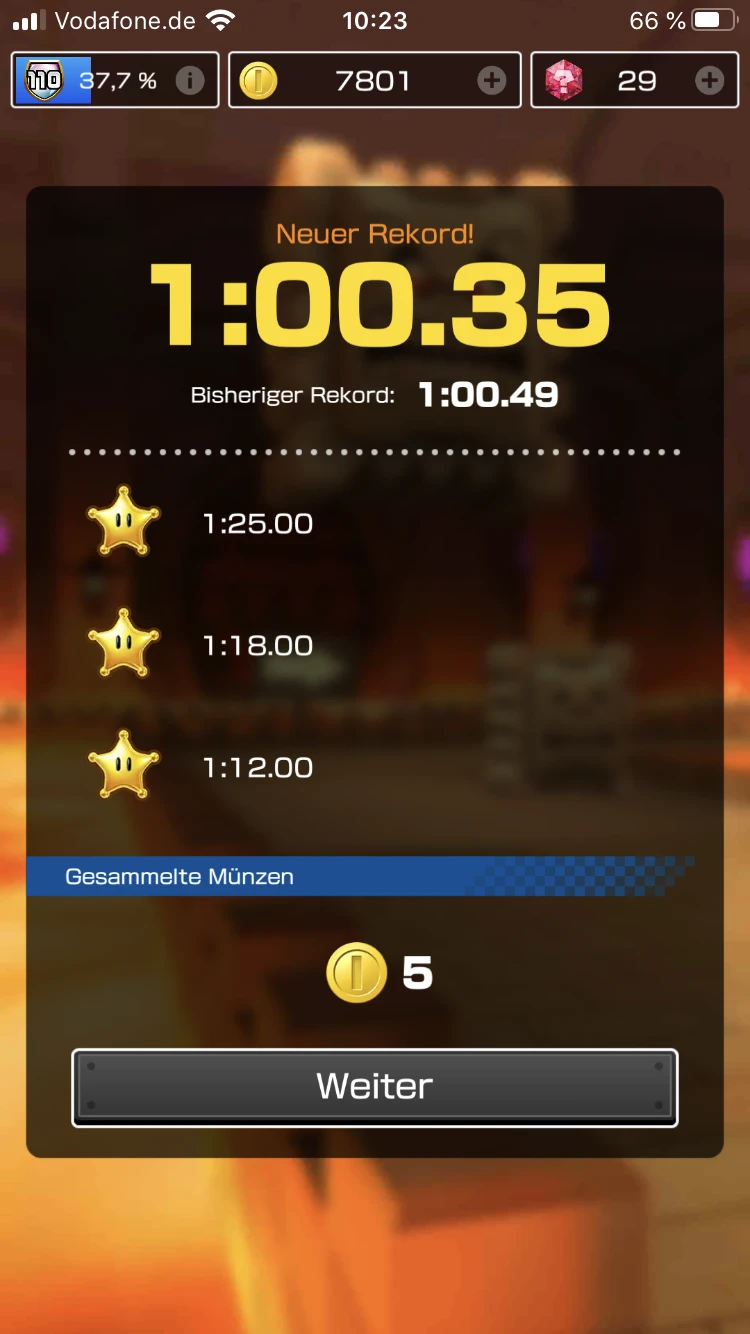 Vodafone.de 10:23 66 %
110 37,7 % i 7801 + 29 +
Neuer Rekord!
1:00.35
Bisheriger Rekord: 1:00.49
1:25.00
1:18.00
1:12.00
Gesammelte Münzen
5
Weiter